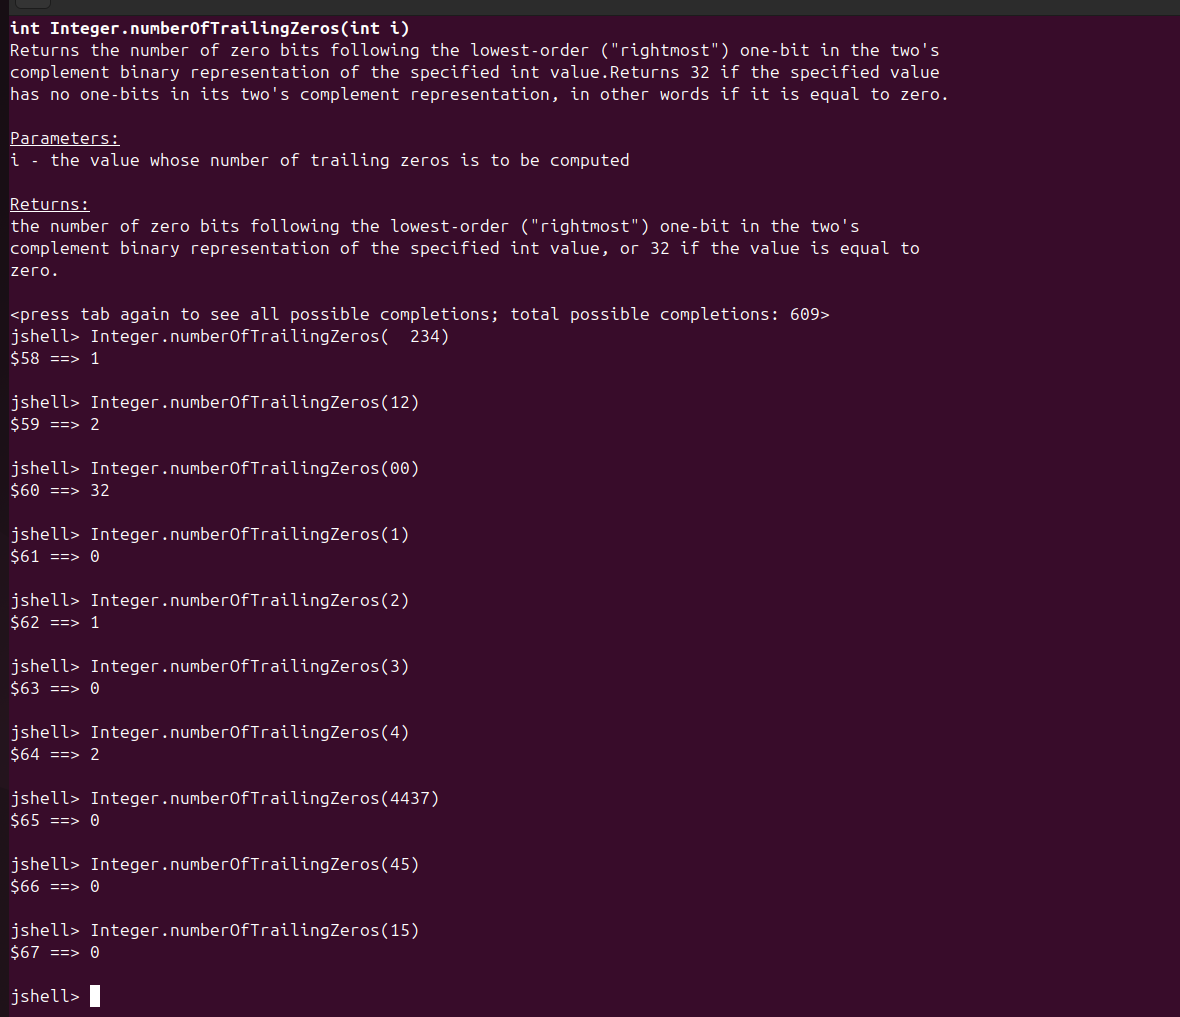 int Integer.numberOfTrailingZeros(int i)
Returns the number of zero bits following the lowest-order ("rightmost") one-bit in the two's
complement binary representation of the specified int value.Returns 32 if the specified value
has no one-bits in its two's complement representation, in other words if it is equal to zero.
Parameters:
i - the value whose number of trailing zeros is to be computed
Returns:
the number of zero bits following the lowest-order ("rightmost") one-bit in the two's
complement binary representation of the specified int value, or 32 if the value is equal to
zero.
<press tab again to see all possible completions; total possible completions: 609>
jshell> Integer.numberOfTrailingZeros(  234)
$58 ==> 1
jshell> Integer.numberOfTrailingZeros(12)
$59 ==> 2
jshell> Integer.numberOfTrailingZeros(00)
$60 ==> 32
jshell> Integer.numberOfTrailingZeros(1)
$61 ==> 0
jshell> Integer.numberOfTrailingZeros(2)
$62 ==> 1
jshell> Integer.numberOfTrailingZeros(3)
$63 ==> 0
jshell> Integer.numberOfTrailingZeros(4)
$64 ==> 2
jshell> Integer.numberOfTrailingZeros(4437)
$65 ==> 0
jshell> Integer.numberOfTrailingZeros(45)
$66 ==> 0
jshell> Integer.numberOfTrailingZeros(15)
$67 ==> 0
jshell>